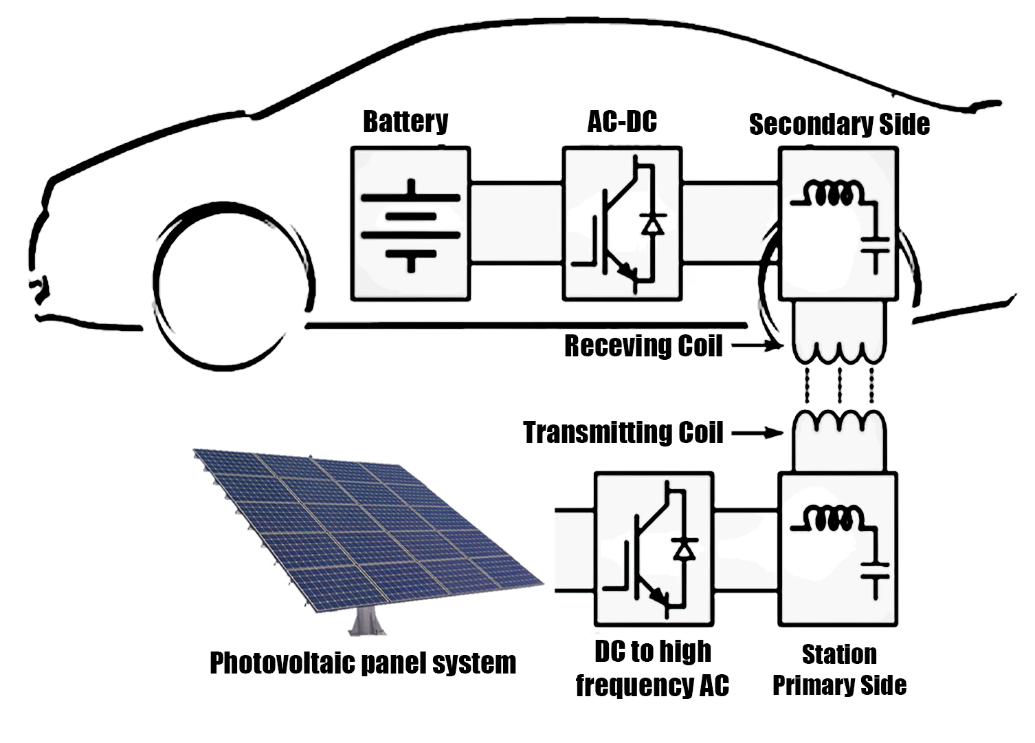 Battery
AC-DC
Secondary Side
Receving Coil
Transmitting Coil
Photovoltaic panel system
DC to high
frequency AC
Station
Primary Side